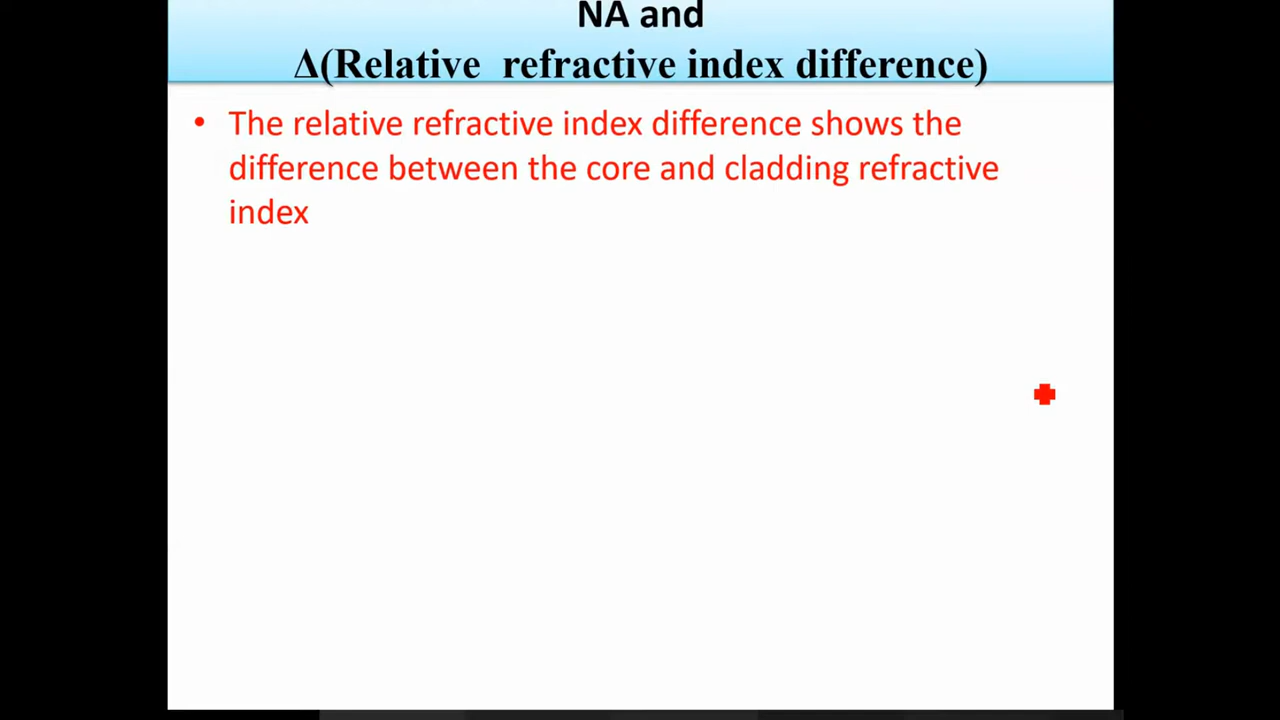 NA and
Δ(Relative refractive index difference)
• The relative refractive index difference shows the
difference between the core and cladding refractive
index